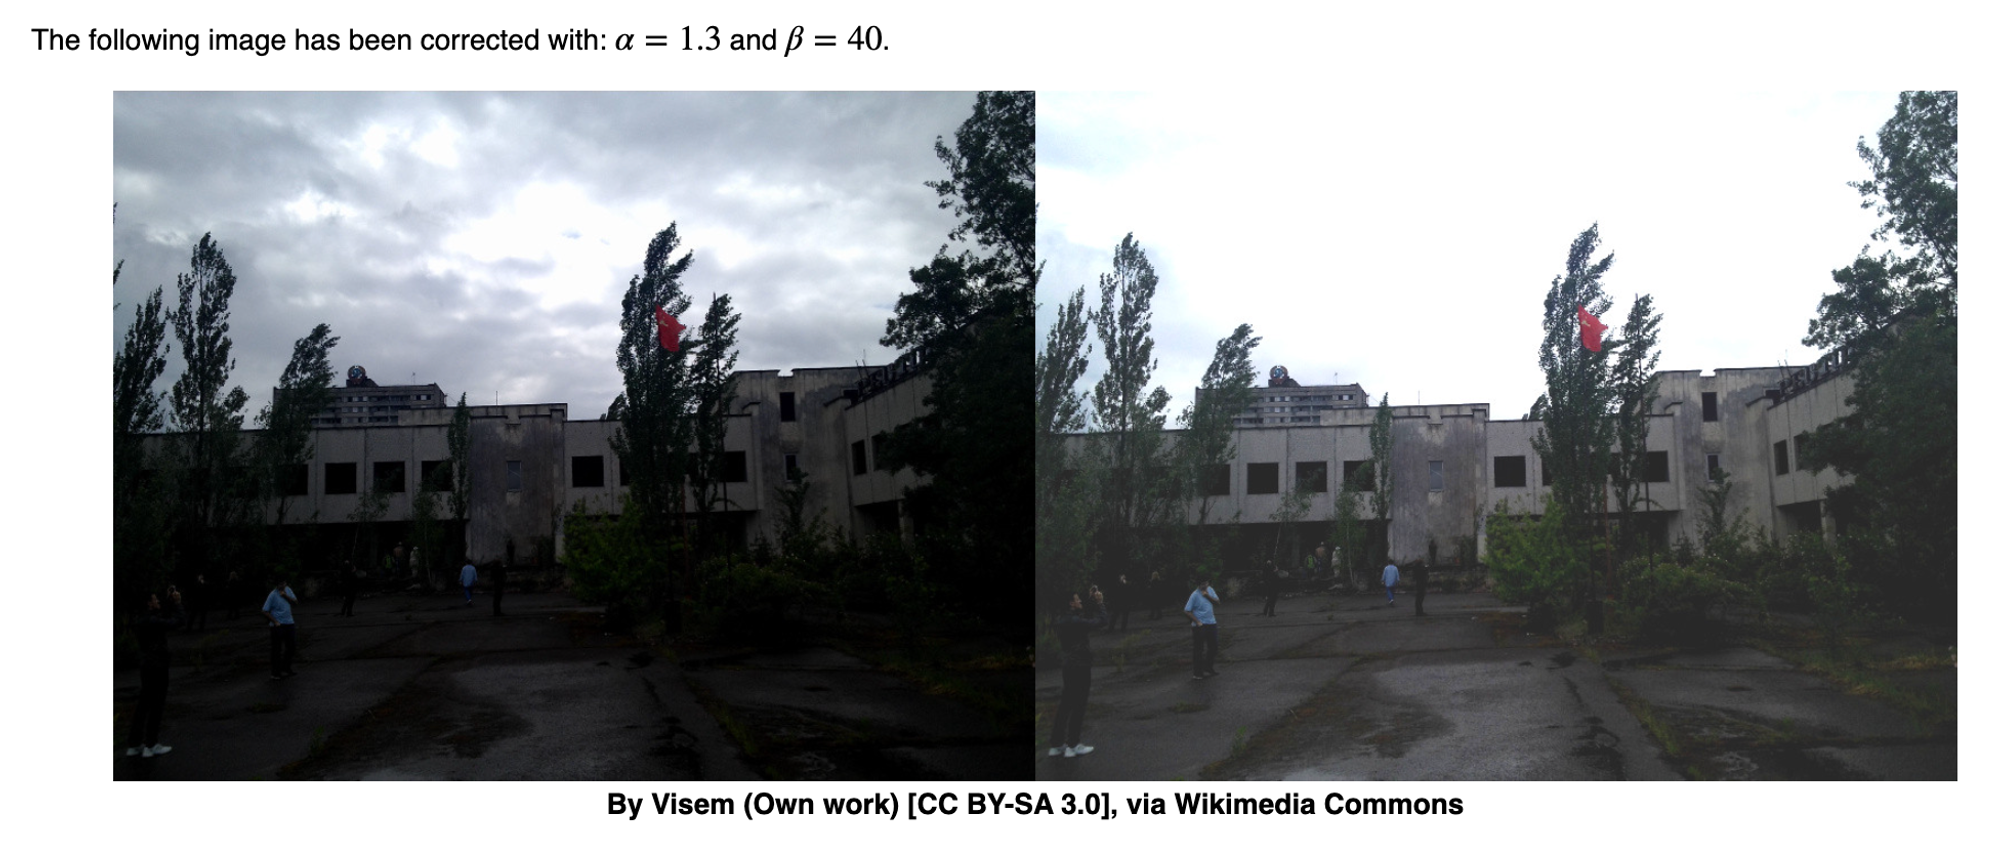 The following image has been corrected with: α = 1.3 and β = 40.
By Visem (Own work) [CC BY-SA 3.0], via Wikimedia Commons